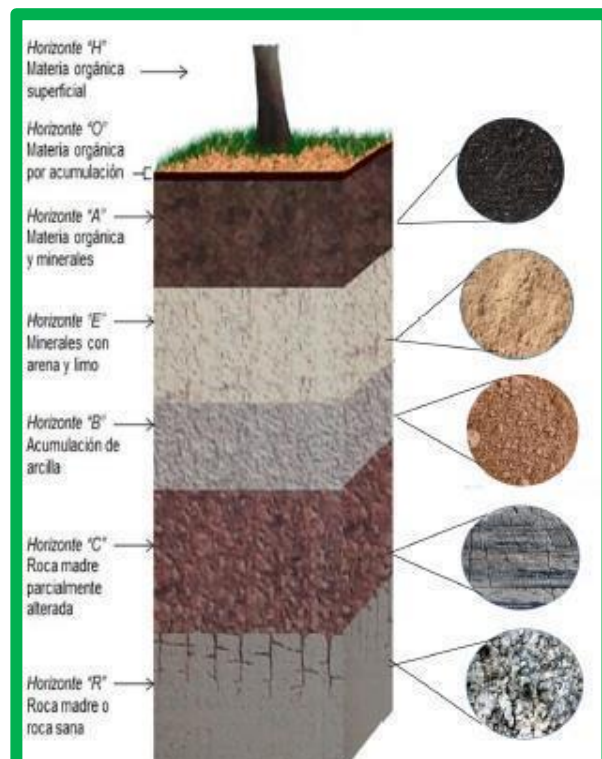 Horizonte "H"
Materia orgánica
superficial
Horizonte "O"
Materia orgánica
por acumulación
Horizonte "A"
Materia orgánica
y minerales
Horizonte "E"
Minerales con
arena y limo
Horizonte "B"
Acumulación de
arcilla
Horizonte "C"
Roca madre
parcialmente
alterada
Horizonte "R"
Roca madre o
roca sana